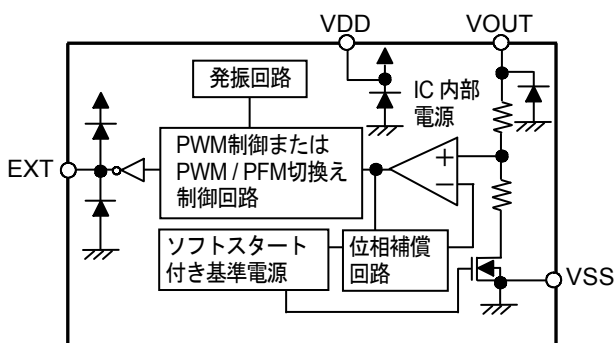 VDD
VOUT
発振回路
IC 内部
電源
PWM制御または
PWM / PFM切換え
制御回路
EXT
+
−
ソフトスタート
付き基準電源
位相補償
回路
VSS